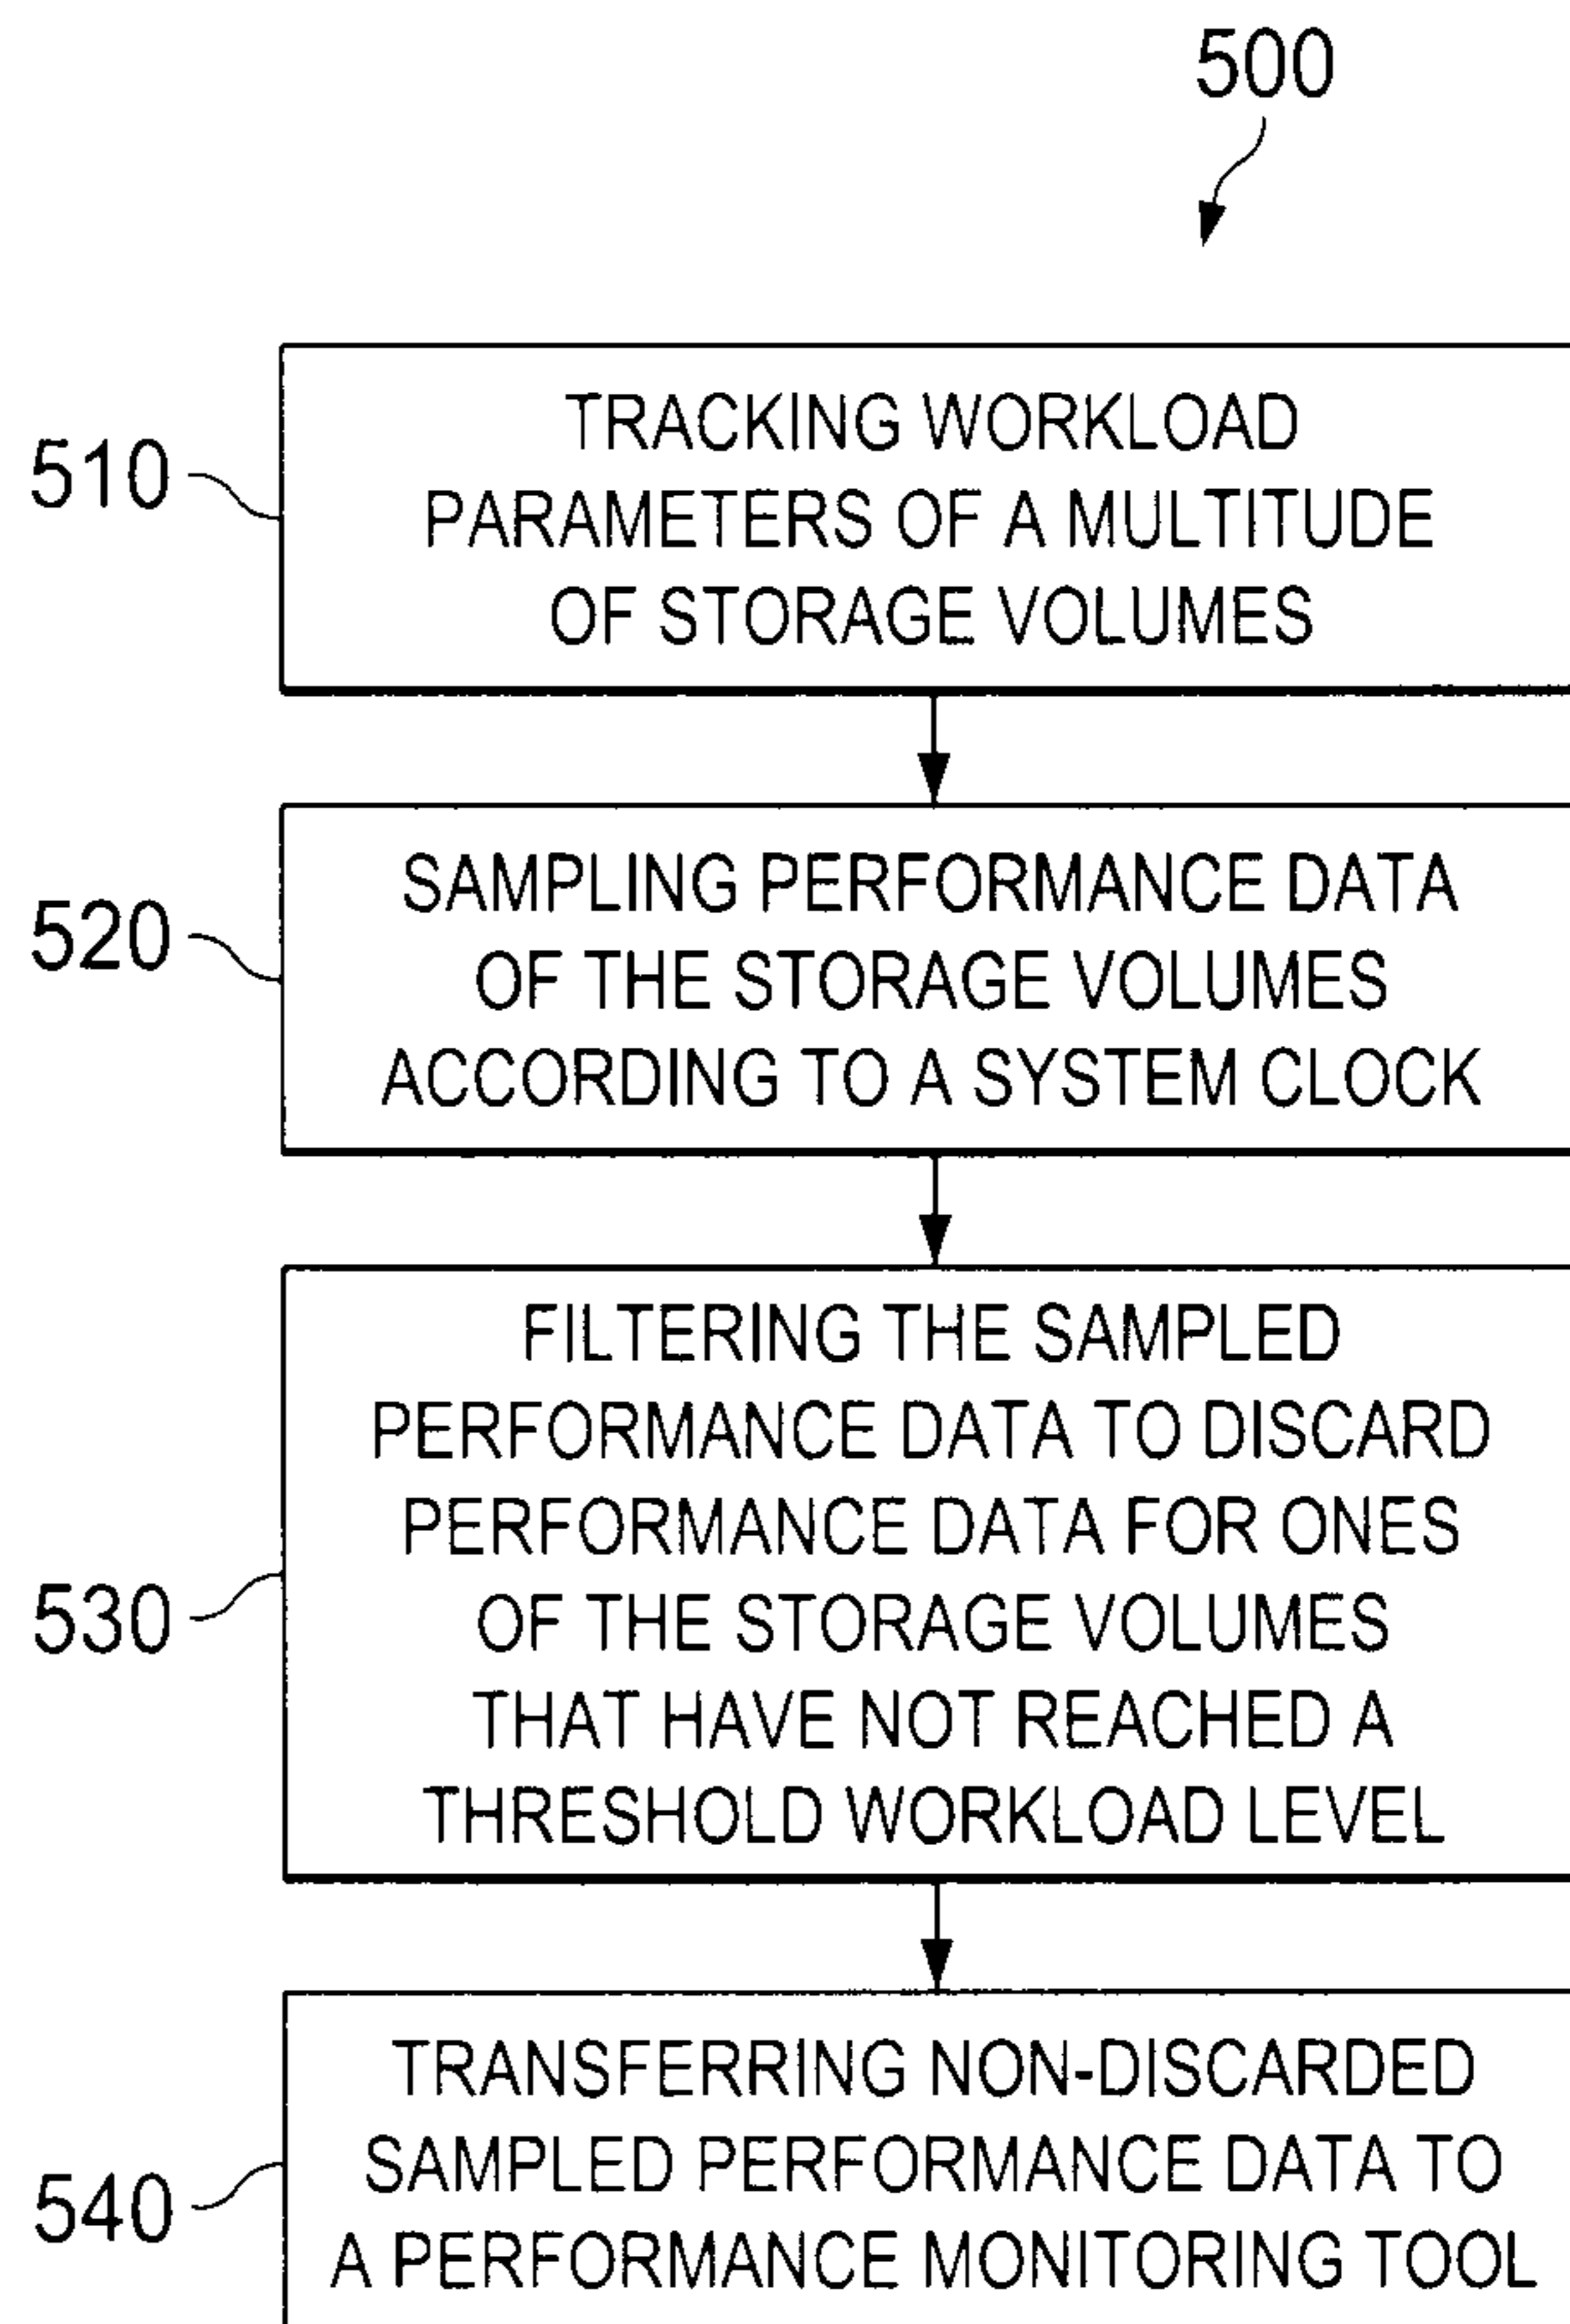 500
510
TRACKING WORKLOAD
PARAMETERS OF A MULTITUDE
OF STORAGE VOLUMES
520
SAMPLING PERFORMANCE DATA
OF THE STORAGE VOLUMES
ACCORDING TO A SYSTEM CLOCK
530
FILTERING THE SAMPLED
PERFORMANCE DATA TO DISCARD
PERFORMANCE DATA FOR ONES
OF THE STORAGE VOLUMES
THAT HAVE NOT REACHED A
THRESHOLD WORKLOAD LEVEL
540
TRANSFERRING NON-DISCARDED
SAMPLED PERFORMANCE DATA TO
A PERFORMANCE MONITORING TOOL